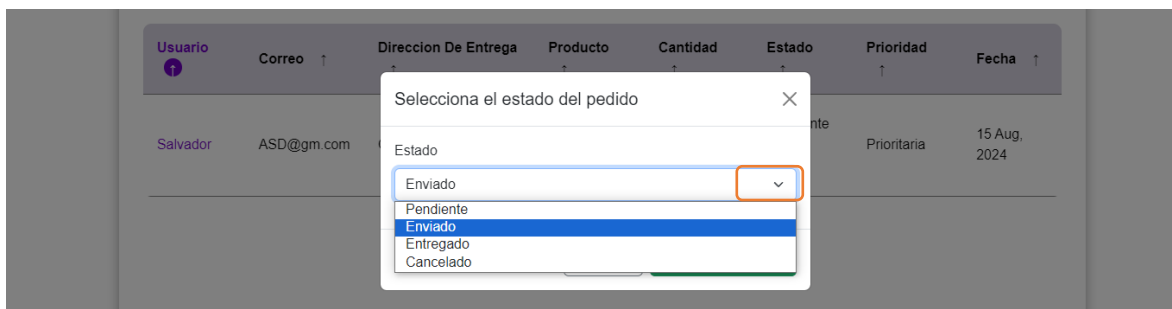 Usuario Correo ↑ Direccion De Entrega Producto Cantidad Estado Prioridad Fecha ↑
↑ ↑ ↑ ↑ ↑ ↑
Selecciona el estado del pedido
Salvador ASD@gm.com Prioritaria 15 Aug,
2024
Estado
Enviado
Pendiente
Enviado
Entregado
Cancelado